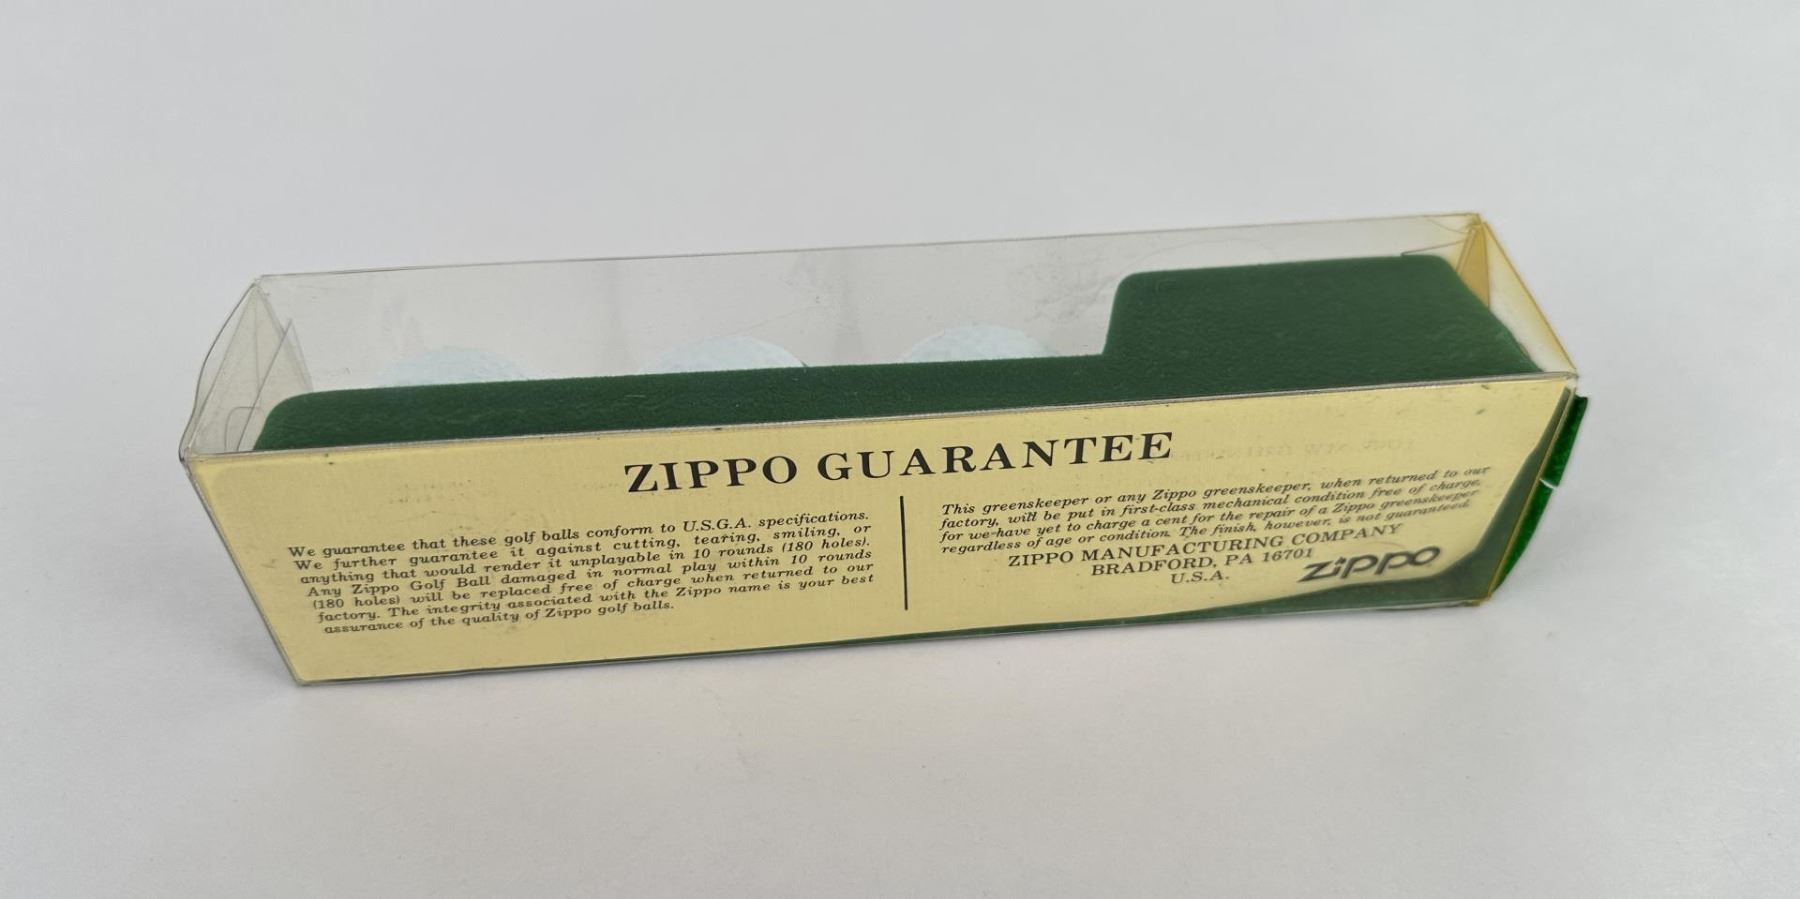 ZIPPO GUARANTEE
We guarantee that these golf balls conform to U.S.G.A. specifications.
We further guarantee it against cutting, tearing, smiling, or
anything that would render it unplayable in 10 rounds (180 holes).
Any Zippo Golf Ball damaged in normal play within 10 rounds
(180 holes) will be replaced free of charge when returned to our
factory. The integrity associated with the Zippo name is your best
assurance of the quality of Zippo golf balls.
This greenskeeper or any Zippo greenskeeper, when returned to our
factory, will be put in first-class mechanical condition free of charge,
for we have yet to charge a cent for the repair of a Zippo greenskeeper
regardless of age or condition. The finish, however, is not guaranteed.
ZIPPO MANUFACTURING COMPANY
BRADFORD, PA 16701
U.S.A.
zippo